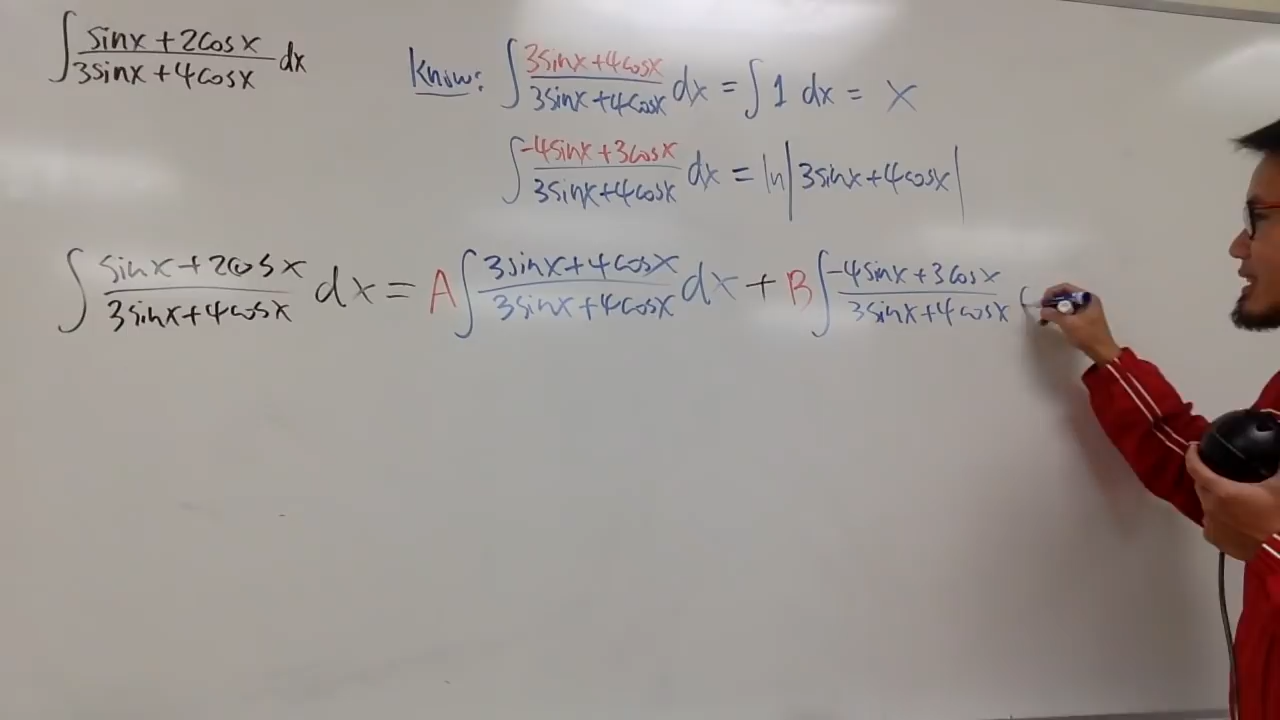 ∫ (sinx + 2cosx)/(3sinx + 4cosx) dx
Know: ∫ (3sinx + 4cosx)/(3sinx + 4cosx) dx = ∫ 1 dx = x
∫ (-4sinx + 3cosx)/(3sinx + 4cosx) dx = ln|3sinx + 4cosx|
∫ (sinx + 2cosx)/(3sinx + 4cosx) dx = A∫ (3sinx + 4cosx)/(3sinx + 4cosx) dx + B∫ (-4sinx + 3cosx)/(3sinx + 4cosx)